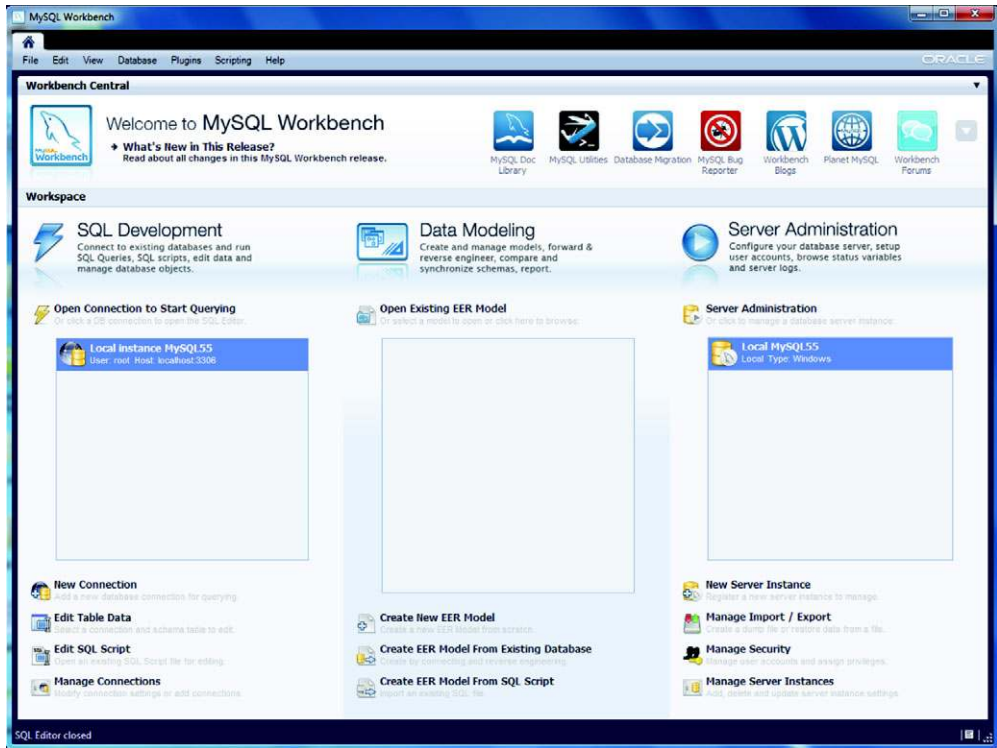 MySQL Workbench
File Edit View Database Plugins Scripting Help
ORACLE
Workbench Central
Workbench
Welcome to MySQL Workbench
What's New in This Release?
Read about all changes in this MySQL Workbench release.
MySQL Doc Library
MySQL Utilities
Database Migration
MySQL Bug Reporter
Workbench Blogs
Planet MySQL
Workbench Forums
Workspace
SQL Development
Connect to existing databases and run
SQL Queries, SQL scripts, edit data and
manage database objects.
Open Connection to Start Querying
Or click a DB connection to open the SQL Editor.
Local instance MySQL55
User: root Host: localhost:3306
New Connection
Add a new database connection for querying.
Edit Table Data
Select a connection and schema table to edit.
Edit SQL Script
Open an existing SQL Script file for editing.
Manage Connections
Modify connection settings or add connections.
Data Modeling
Create and manage models, forward &
reverse engineer, compare and
synchronize schemas, report.
Open Existing EER Model
Or select a model to open or click here to browse.
Create New EER Model
Create a new EER Model from scratch.
Create EER Model From Existing Database
Create by connecting and reverse engineering.
Create EER Model From SQL Script
Import an existing SQL file.
Server Administration
Configure your database server, setup
user accounts, browse status variables
and server logs.
Server Administration
Or click to manage a database server instance.
Local MySQL55
Local Type: Windows
New Server Instance
Register a new server instance to manage.
Manage Import / Export
Create a dump file or restore data from a file.
Manage Security
Manage user accounts and assign privileges.
Manage Server Instances
Add, delete and update server instance settings.
SQL Editor closed